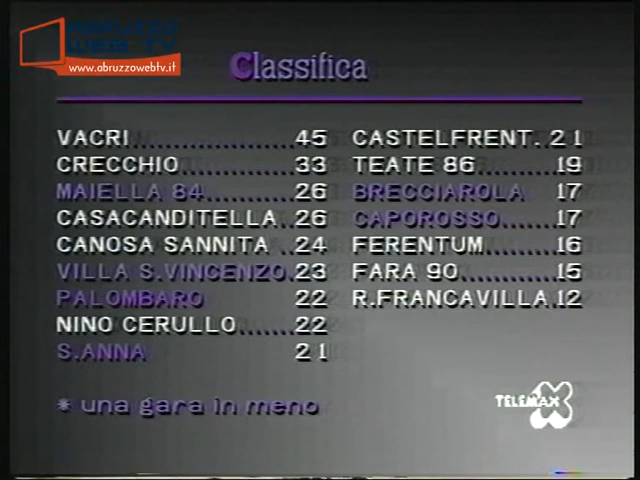 ABRUZZO
WEB TV
www.abruzzowebtv.it
Classifica
VACRI....................45
CRECCHIO..............33
MAIELLA 84...........26
CASACANDITELLA..26
CANOSA SANNITA ..24
VILLA S.VINCENZO.23
PALOMBARO 22
NINO CERULLO.......22
S.ANNA 21
CASTELFRENT. 21
TEATE 86..........19
BRECCIAROLA 17
CAPOROSSO.......17
FERENTUM.........16
FARA 90............15
R.FRANCAVILLA.12
* una gara in meno
TELEMAX